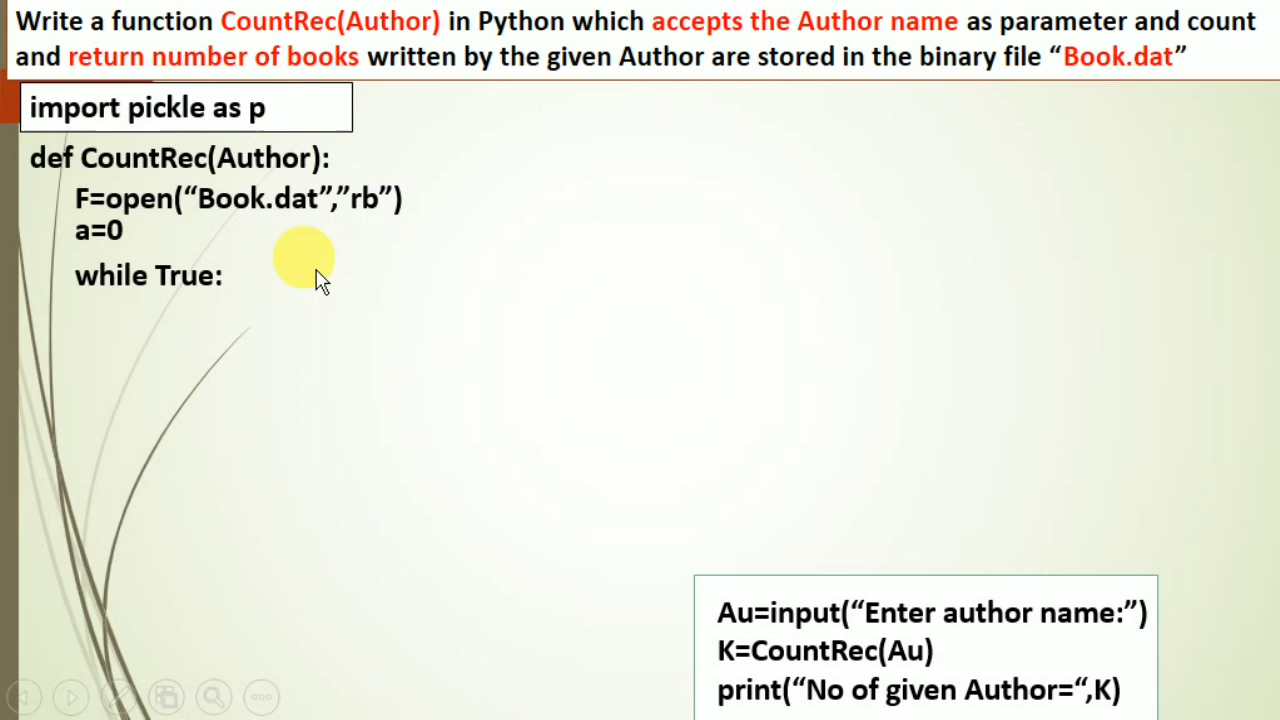 Write a function CountRec(Author) in Python which accepts the Author name as parameter and count
and return number of books written by the given Author are stored in the binary file “Book.dat”
import pickle as p
def CountRec(Author):
F=open(“Book.dat”,”rb”)
a=0
while True:
Au=input(“Enter author name:”)
K=CountRec(Au)
print(“No of given Author=“,K)